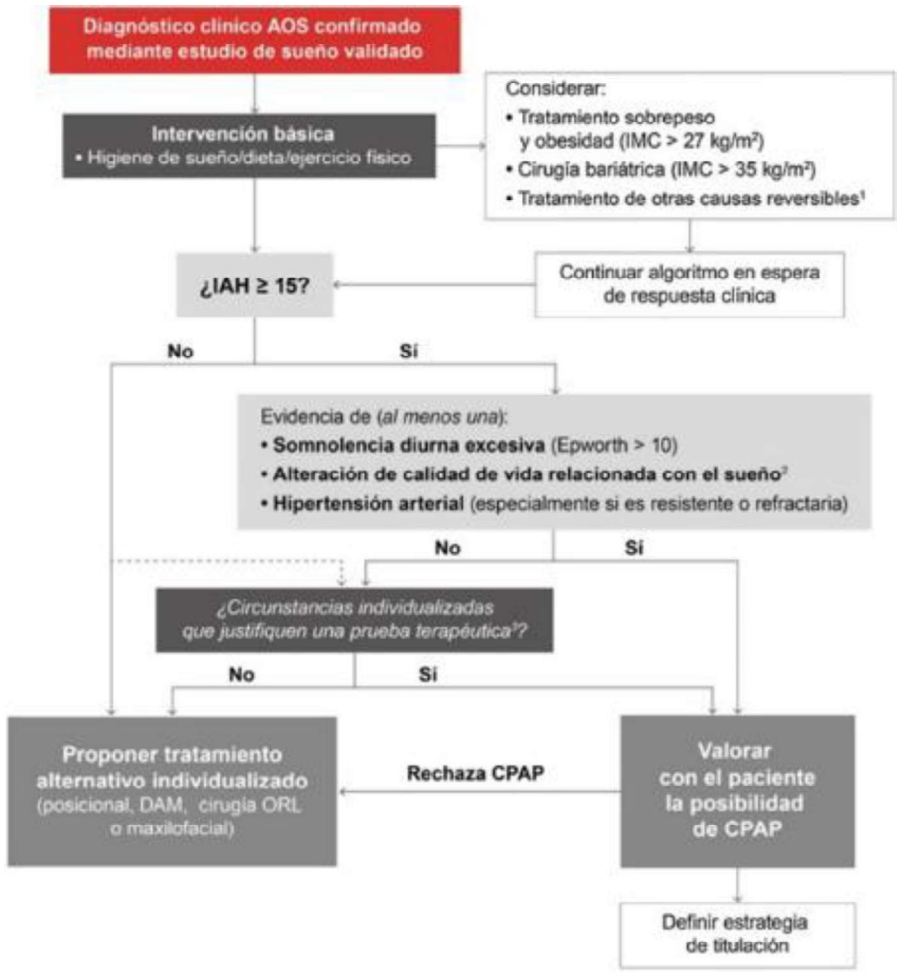 Diagnóstico clínico AOS confirmado
mediante estudio de sueño validado
Intervención básica
• Higiene de sueño/dieta/ejercicio físico
Considerar:
• Tratamiento sobrepeso
y obesidad (IMC > 27 kg/m²)
• Cirugía bariátrica (IMC > 35 kg/m²)
• Tratamiento de otras causas reversibles¹
Continuar algoritmo en espera
de respuesta clínica
¿IAH ≥ 15?
No
Sí
Evidencia de (al menos una):
• Somnolencia diurna excesiva (Epworth > 10)
• Alteración de calidad de vida relacionada con el sueño²
• Hipertensión arterial (especialmente si es resistente o refractaria)
No
Sí
¿Circunstancias individualizadas
que justifiquen una prueba terapéutica³?
No
Sí
Proponer tratamiento
alternativo individualizado
(posicional, DAM, cirugía ORL
o maxilofacial)
Rechaza CPAP
Valorar
con el paciente
la posibilidad
de CPAP
Definir estrategia
de titulación